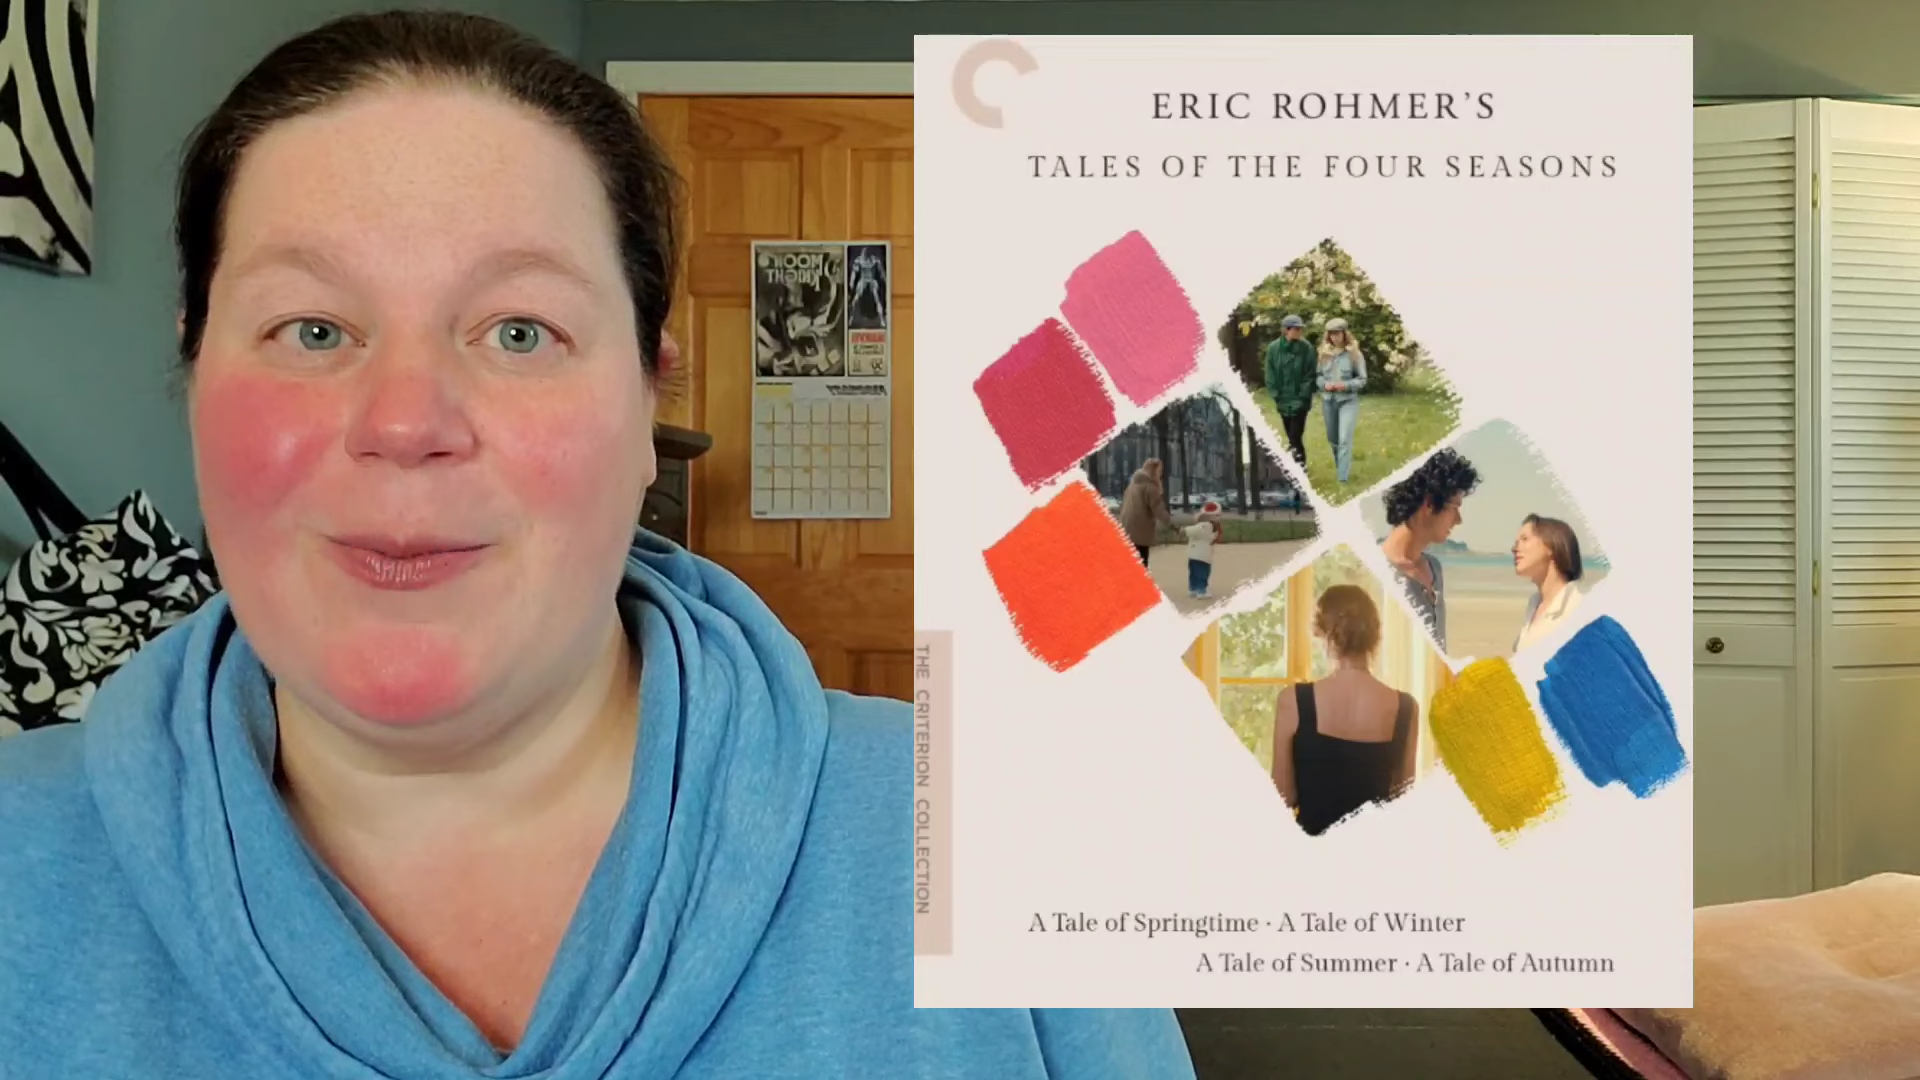 MOON
KNIGHT
ERIC ROHMER'S
TALES OF THE FOUR SEASONS
THE CRITERION COLLECTION
A Tale of Springtime · A Tale of Winter
A Tale of Summer · A Tale of Autumn